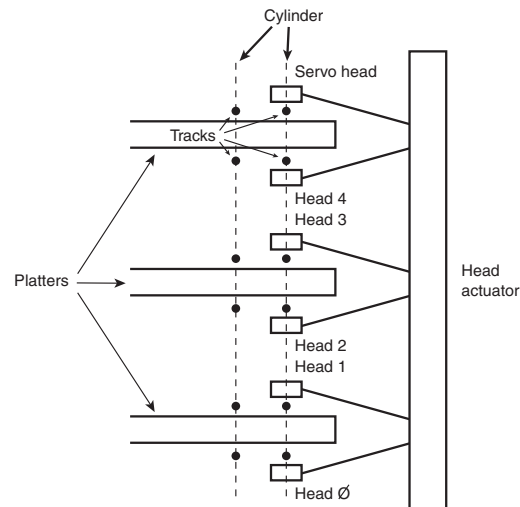 Cylinder
Servo head
Tracks
Head 4
Head 3
Platters
Head
actuator
Head 2
Head 1
Head Ø